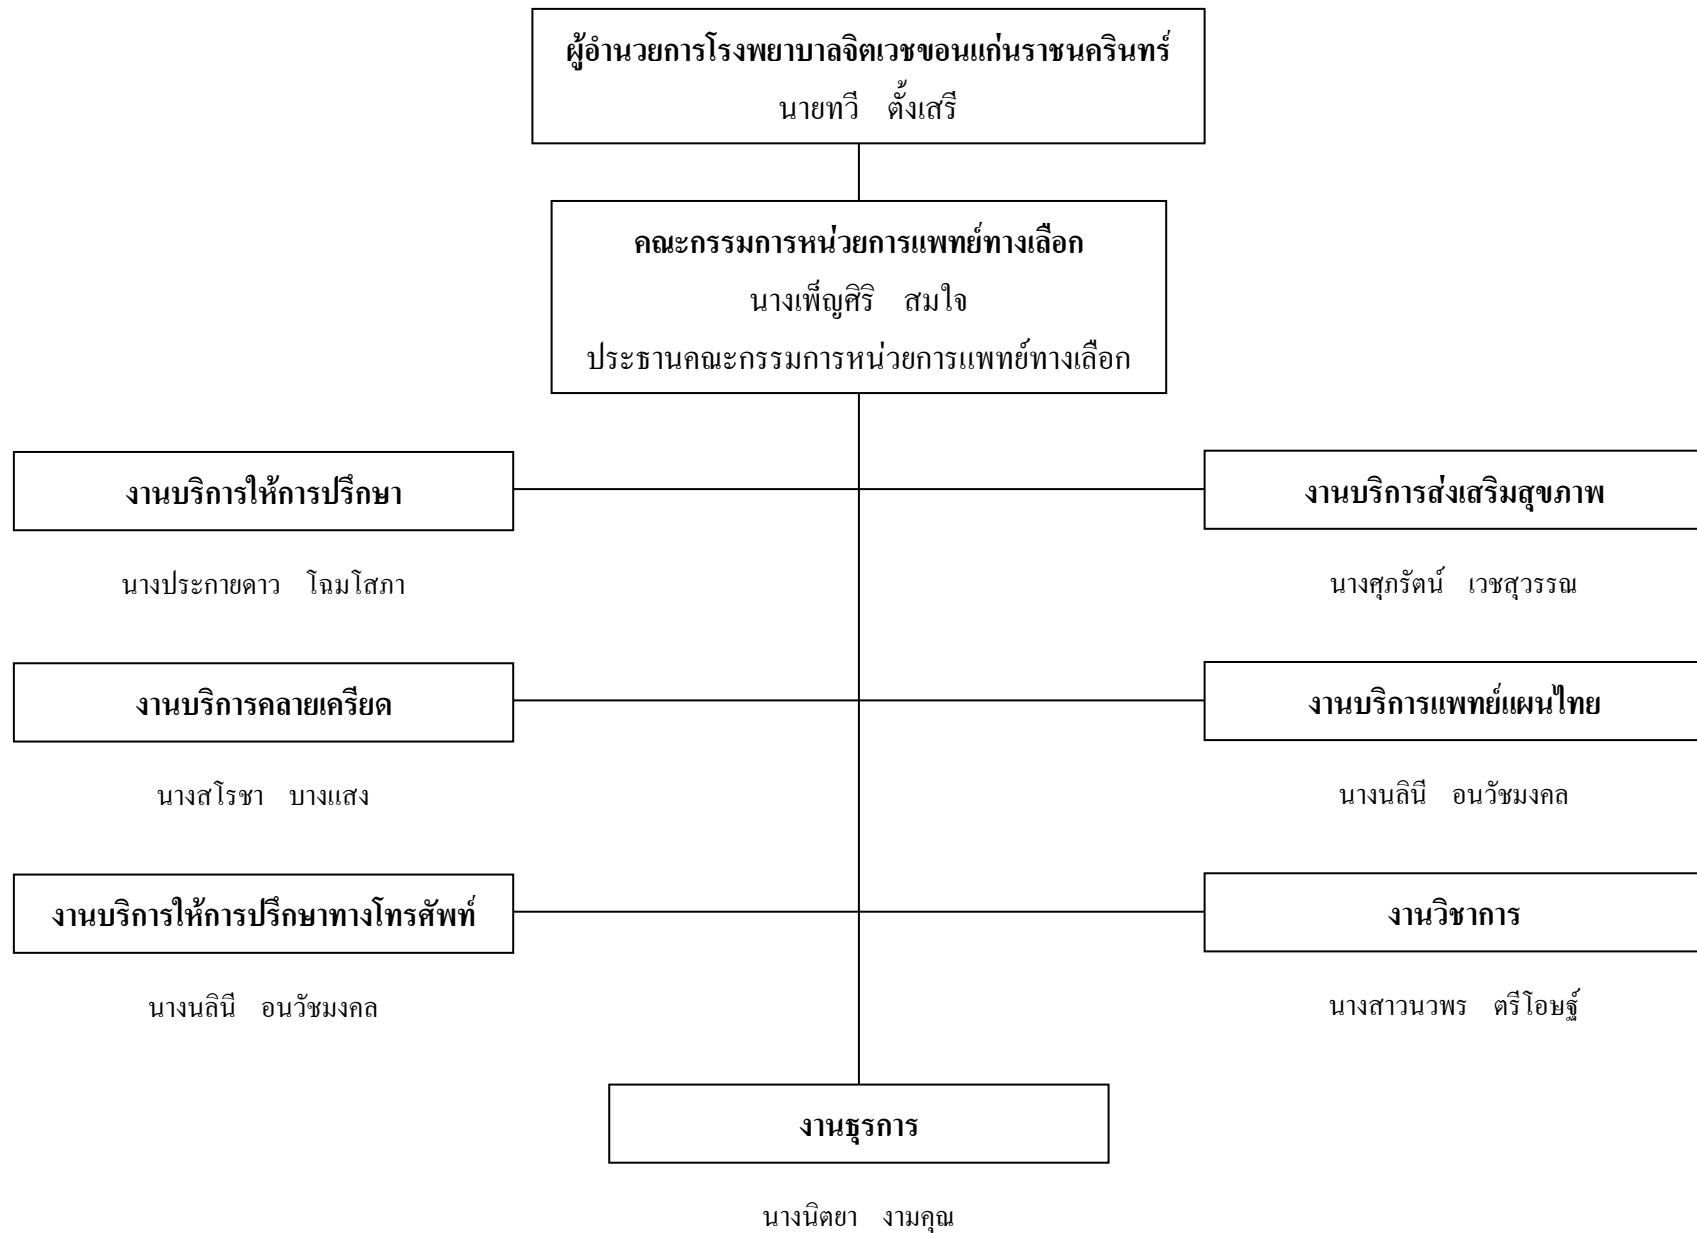 ผู้อำนวยการโรงพยาบาลจิตเวชขอนแก่นราชนครินทร์
นายทวี ตั้งเสรี
คณะกรรมการหน่วยการแพทย์ทางเลือก
นางเพ็ญศิริ สมใจ
ประธานคณะกรรมการหน่วยการแพทย์ทางเลือก
งานบริการให้การปรึกษา
งานบริการส่งเสริมสุขภาพ
นางประกายดาว โฉมโสภา
นางศุภรัตน์ เวชสุวรรณ
งานบริการคลายเครียด
งานบริการแพทย์แผนไทย
นางสโรชา บางแสง
นางนลินี อนวัชมงคล
งานบริการให้การปรึกษาทางโทรศัพท์
งานวิชาการ
นางนลินี อนวัชมงคล
นางสาวนวพร ตรีโอษฐ์
งานธุรการ
นางนิตยา งามคุณ